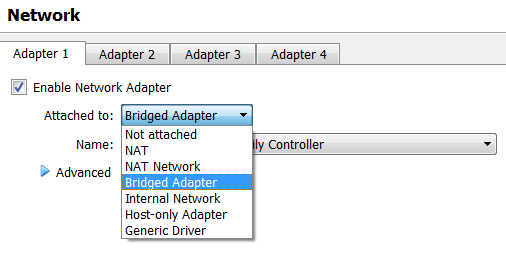 Network
Adapter 1 Adapter 2 Adapter 3 Adapter 4
Enable Network Adapter
Attached to: Bridged Adapter
Not attached
NAT
Name: ily Controller
NAT Network
Advanced
Bridged Adapter
Internal Network
Host-only Adapter
Generic Driver